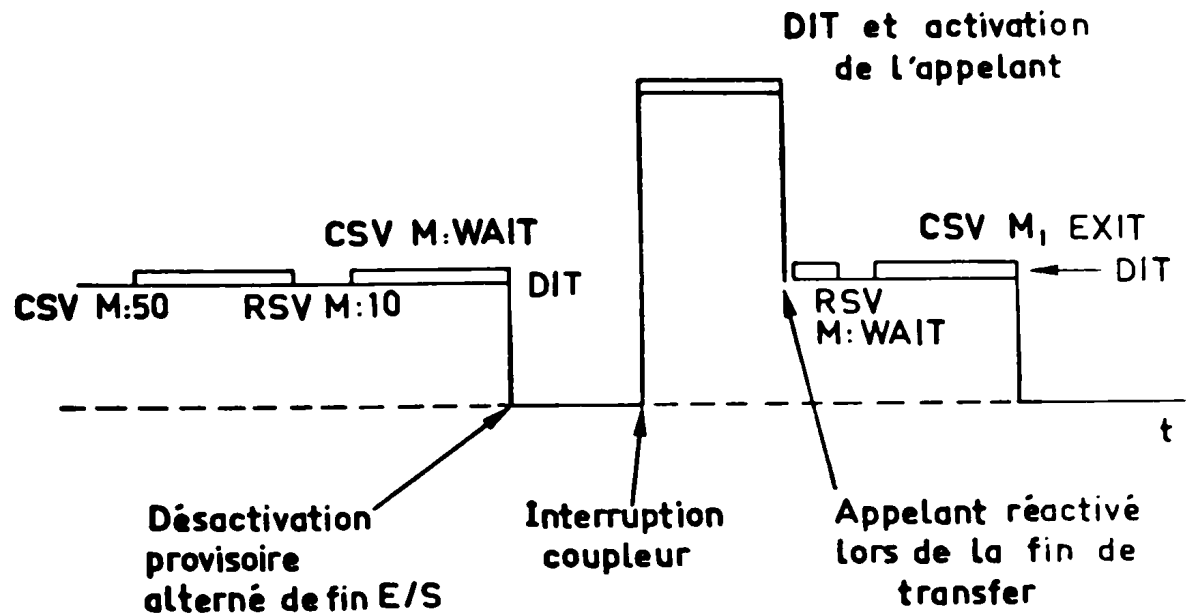 DIT et activation
de l'appelant
CSV M:WAIT
CSV M, EXIT
DIT
DIT
CSV M:50
RSV M:10
RSV
M:WAIT
t
Désactivation
provisoire
alterné de fin E/S
Interruption
coupleur
Appelant réactivé
lors de la fin de
transfer